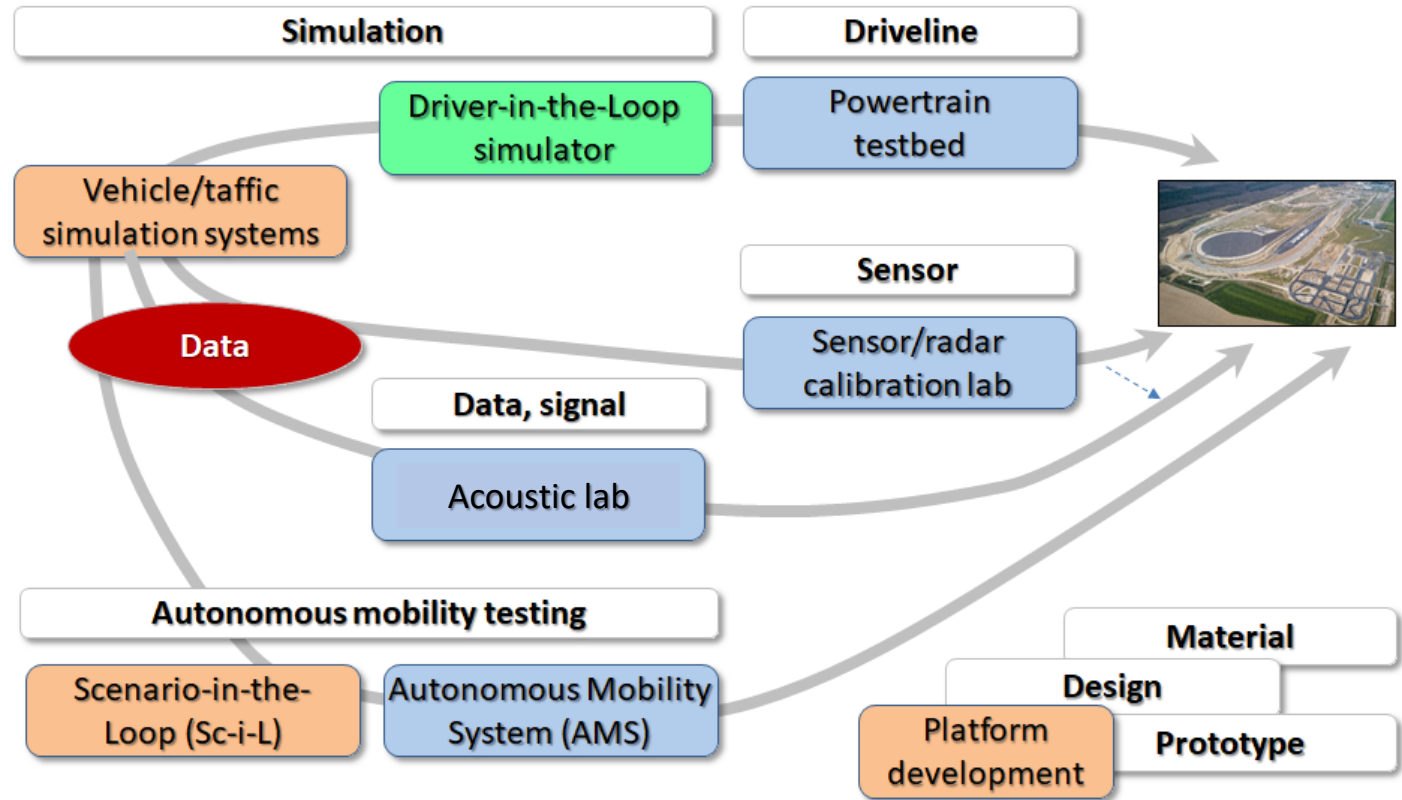 Simulation
Driveline
Driver-in-the-Loop
simulator
Powertrain
testbed
Vehicle/taffic
simulation systems
Sensor
Data
Sensor/radar
calibration lab
Data, signal
Acoustic lab
Autonomous mobility testing
Scenario-in-the-
Loop (Sc-i-L)
Autonomous Mobility
System (AMS)
Material
Design
Platform
development
Prototype